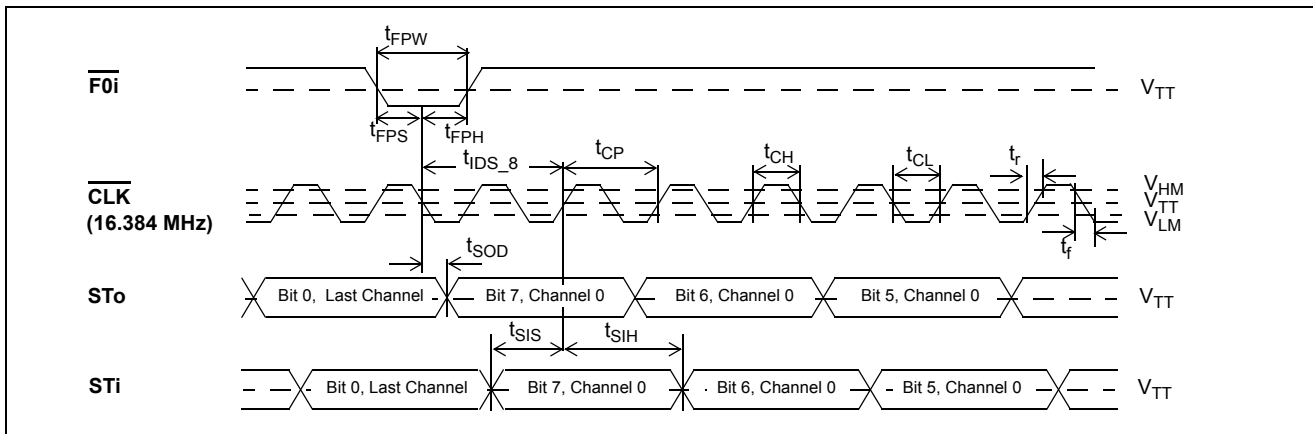 tFPW
F0i
VTT
tFPS
tFPH
tIDS_8
tCP
tCH
tCL
tr
CLK
(16.384 MHz)
VHM
VTT
VLM
tf
tSOD
STo
Bit 0, Last Channel
Bit 7, Channel 0
Bit 6, Channel 0
Bit 5, Channel 0
VTT
tSIS
tSIH
STi
Bit 0, Last Channel
Bit 7, Channel 0
Bit 6, Channel 0
Bit 5, Channel 0
VTT